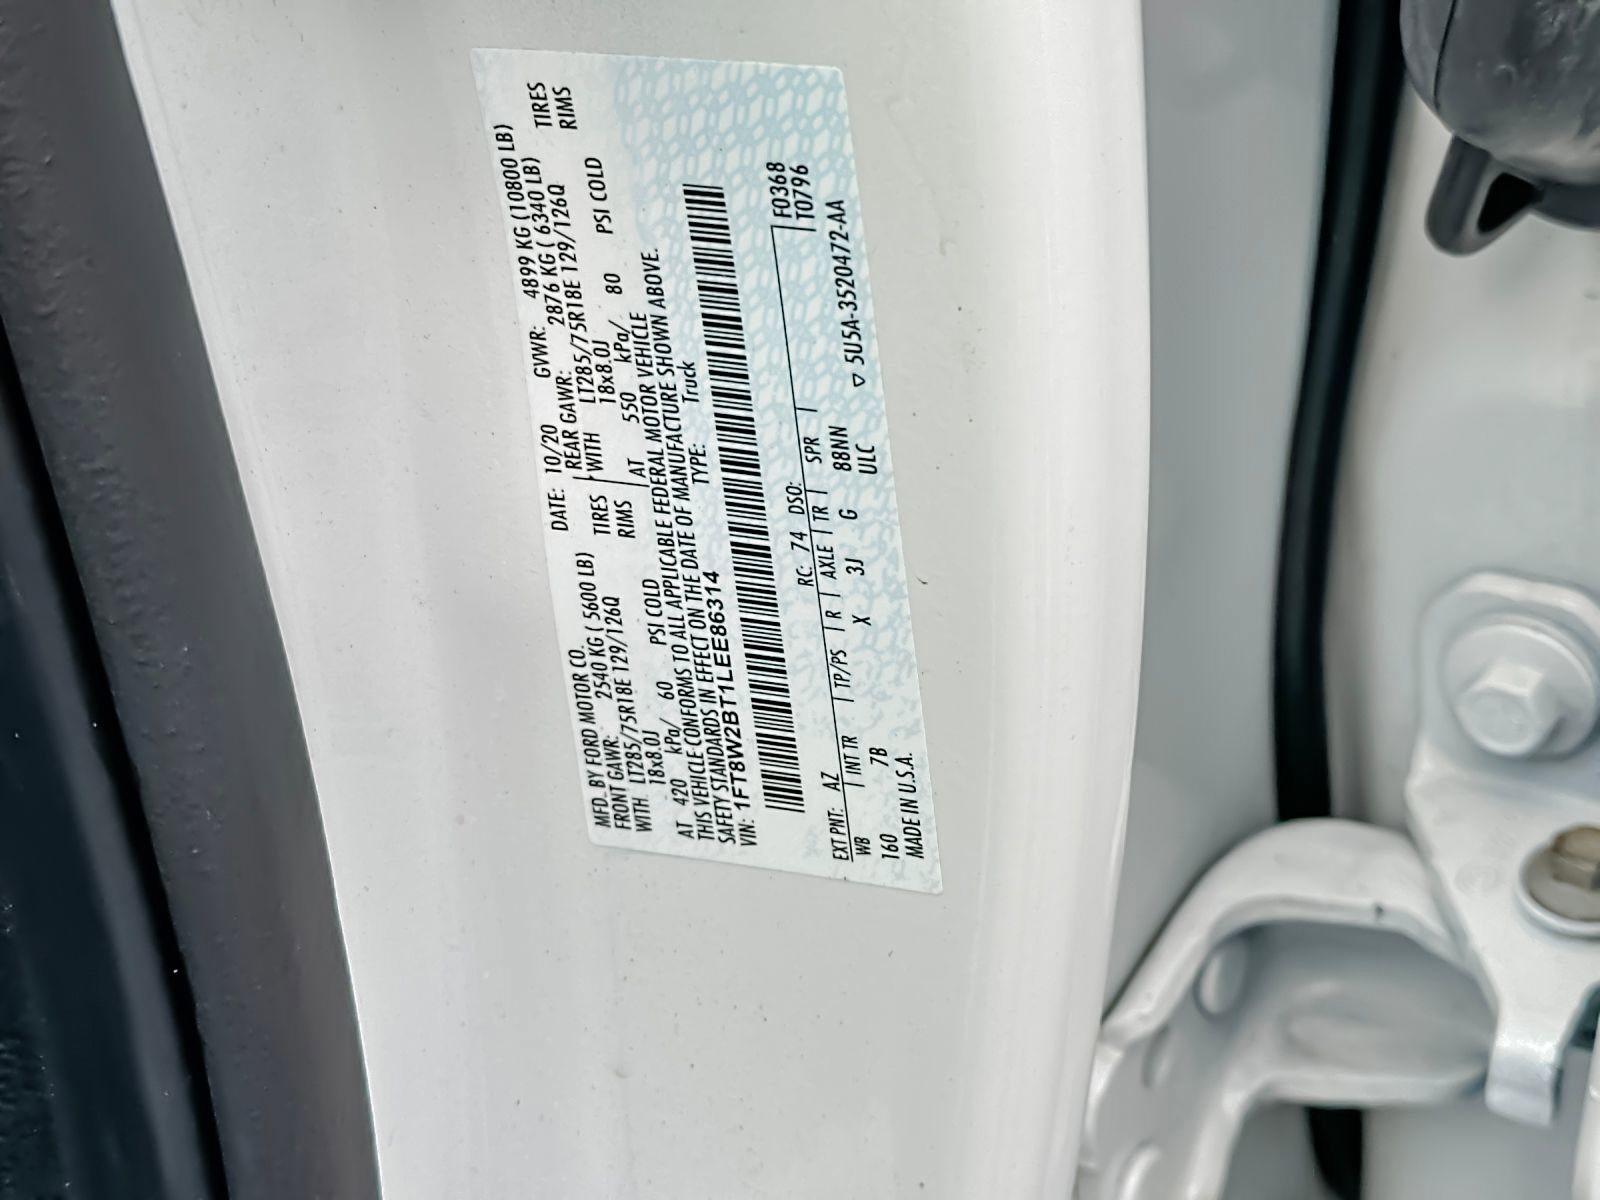 MFD. BY FORD MOTOR CO.
DATE: 10/20 GVWR: 4899 KG (10800 LB)
FRONT GAWR: 2540 KG ( 5600 LB) REAR GAWR: 2876 KG ( 6340 LB)
WITH LT285/75R18E 129/126Q TIRES WITH LT285/75R18E 129/126Q TIRES
18x8.0J RIMS 18x8.0J RIMS
AT 420 kPa/ 60 PSI COLD AT 550 kPa/ 80 PSI COLD
THIS VEHICLE CONFORMS TO ALL APPLICABLE FEDERAL MOTOR VEHICLE
SAFETY STANDARDS IN EFFECT ON THE DATE OF MANUFACTURE SHOWN ABOVE.
VIN: 1FT8W2BT1LEE86314 TYPE: Truck
F0368
T0796
EXT PNT: AZ RC: 74 DSO:
WB INT TR TP/PS R AXLE TR SPR
160 7B X 3J G 88NN ▽ 5U5A-3520472-AA
MADE IN U.S.A. ULC